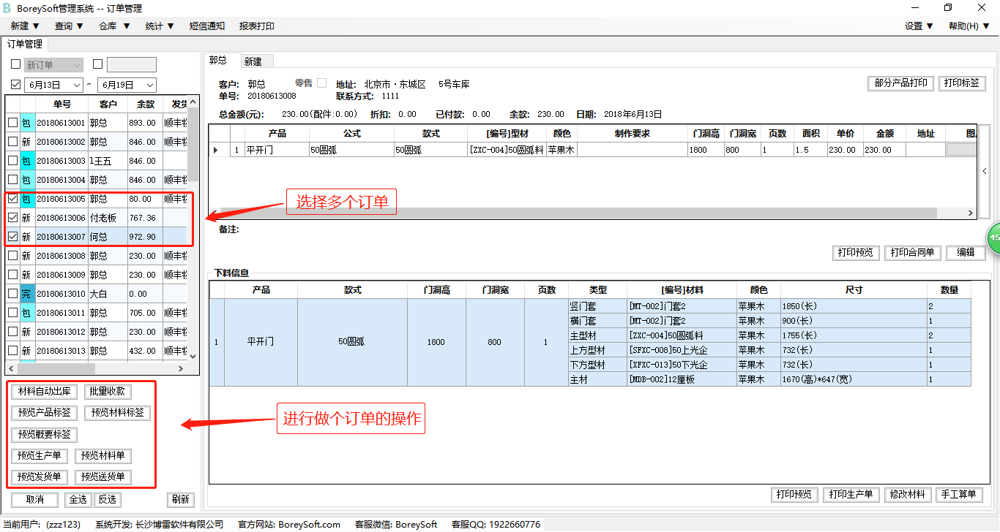 BoreySoft管理系统 -- 订单管理
新建 ▼ 查询 ▼ 仓库 ▼ 统计 ▼ 短信通知 报表打印 设置 ▼ 帮助(H) ▼
订单管理
新订单
6月13日 ~ 6月19日
单号 客户 余款 发货
包 20180613001 郭总 893.00 顺丰物
新 20180613002 郭总 846.00 顺丰物
包 20180613003 1王五 846.00
包 20180613004 郭总 846.00 顺丰物
包 20180613005 郭总 80.00 顺丰物
新 20180613006 付老板 767.36
新 20180613007 何总 972.90
新 20180613008 郭总 230.00 顺丰物
新 20180613009 郭总 230.00 顺丰物
完 20180613010 大白 0.00
包 20180613011 郭总 705.00 顺丰物
新 20180613012 郭总 230.00 顺丰物
新 20180613013 郭总 432.00 顺丰物
材料自动出库 批量收款
预览产品标签 预览材料标签
预览概要标签
预览生产单 预览材料单
预览发货单 预览送货单
取消 全选 反选 刷新
郭总 新建
客户: 郭总 零售 地址: 北京市·东城区 5号车库
单号: 20180613008 联系方式: 1111
部分产品打印 打印标签
总金额(元): 230.00(配件:0.00) 折扣: 0.00 已付款: 0.00 余款: 230.00 日期: 2018年6月13日
产品 公式 款式 [编号]型材 颜色 制作要求 门洞高 门洞宽 页数 面积 单价 金额 地址 图
1 平开门 50圆弧 50圆弧 [ZXC-004]50圆弧料 苹果木 1800 800 1 1.5 230.00 230.00
选择多个订单
备注:
打印预览 打印合同单 编辑
45
下料信息
产品 款式 门洞高 门洞宽 页数 类型 [编号]材料 颜色 尺寸 数量
1 平开门 50圆弧 1800 800 1
竖门套 [MT-002]门套2 苹果木 1850(长) 2
横门套 [MT-002]门套2 苹果木 900(长) 1
主型材 [ZXC-004]50圆弧料 苹果木 1755(长) 2
上方型材 [SFXC-008]50上光企 苹果木 732(长) 1
下方型材 [XFXC-013]50下光企 苹果木 732(长) 1
主材 [MDB-002]12厘板 苹果木 1670(高)*647(宽) 1
进行做个订单的操作
打印预览 打印生产单 修改材料 手工算单
当前用户: (zzz123) 系统开发: 长沙博雷软件有限公司 官方网站: BoreySoft.com 客服微信: BoreySoft 客服QQ: 1922660776